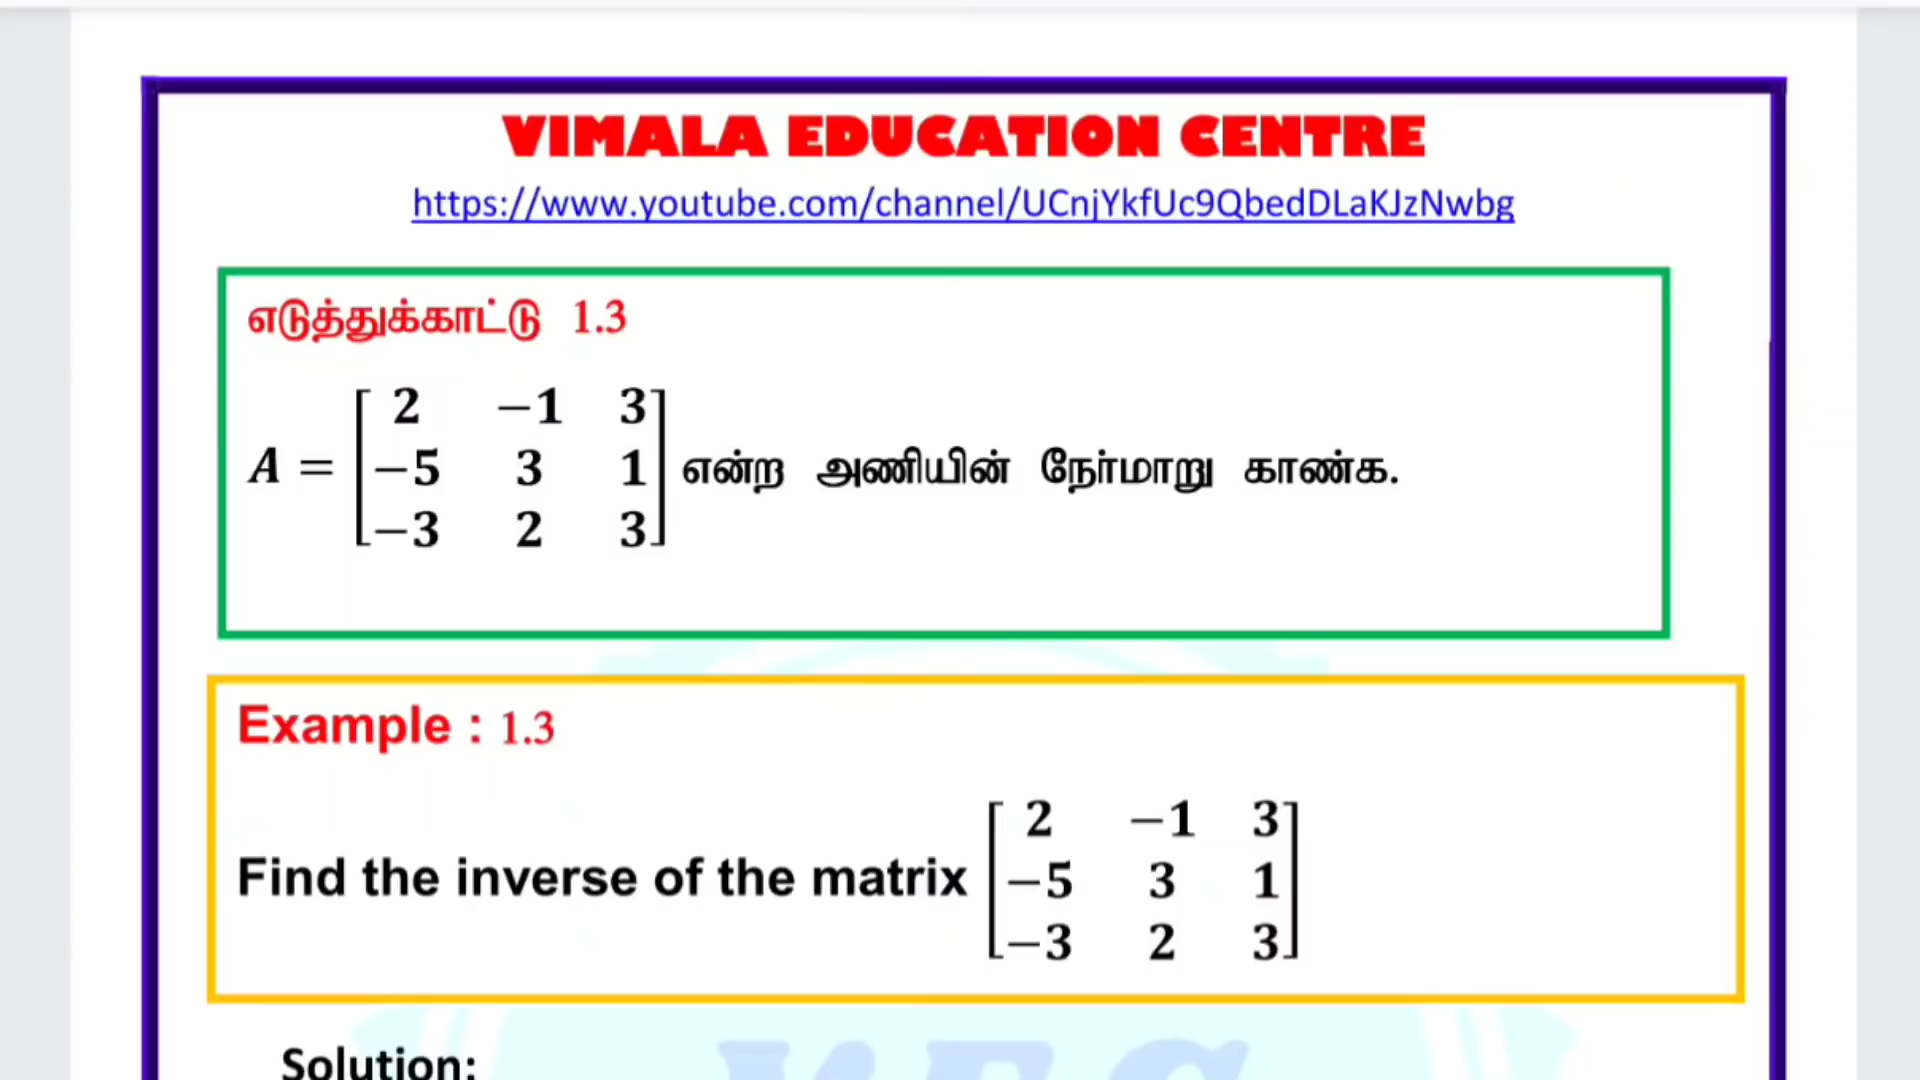 VIMALA EDUCATION CENTRE
https://www.youtube.com/channel/UCnjYkfUc9QbedDLaKJzNwbg
எடுத்துக்காட்டு 1.3
2 −1 3
A = −5 3 1 என்ற அணியின் நேர்மாறு காண்க.
−3 2 3
Example : 1.3
2 −1 3
Find the inverse of the matrix −5 3 1
−3 2 3
Solution:
VEC